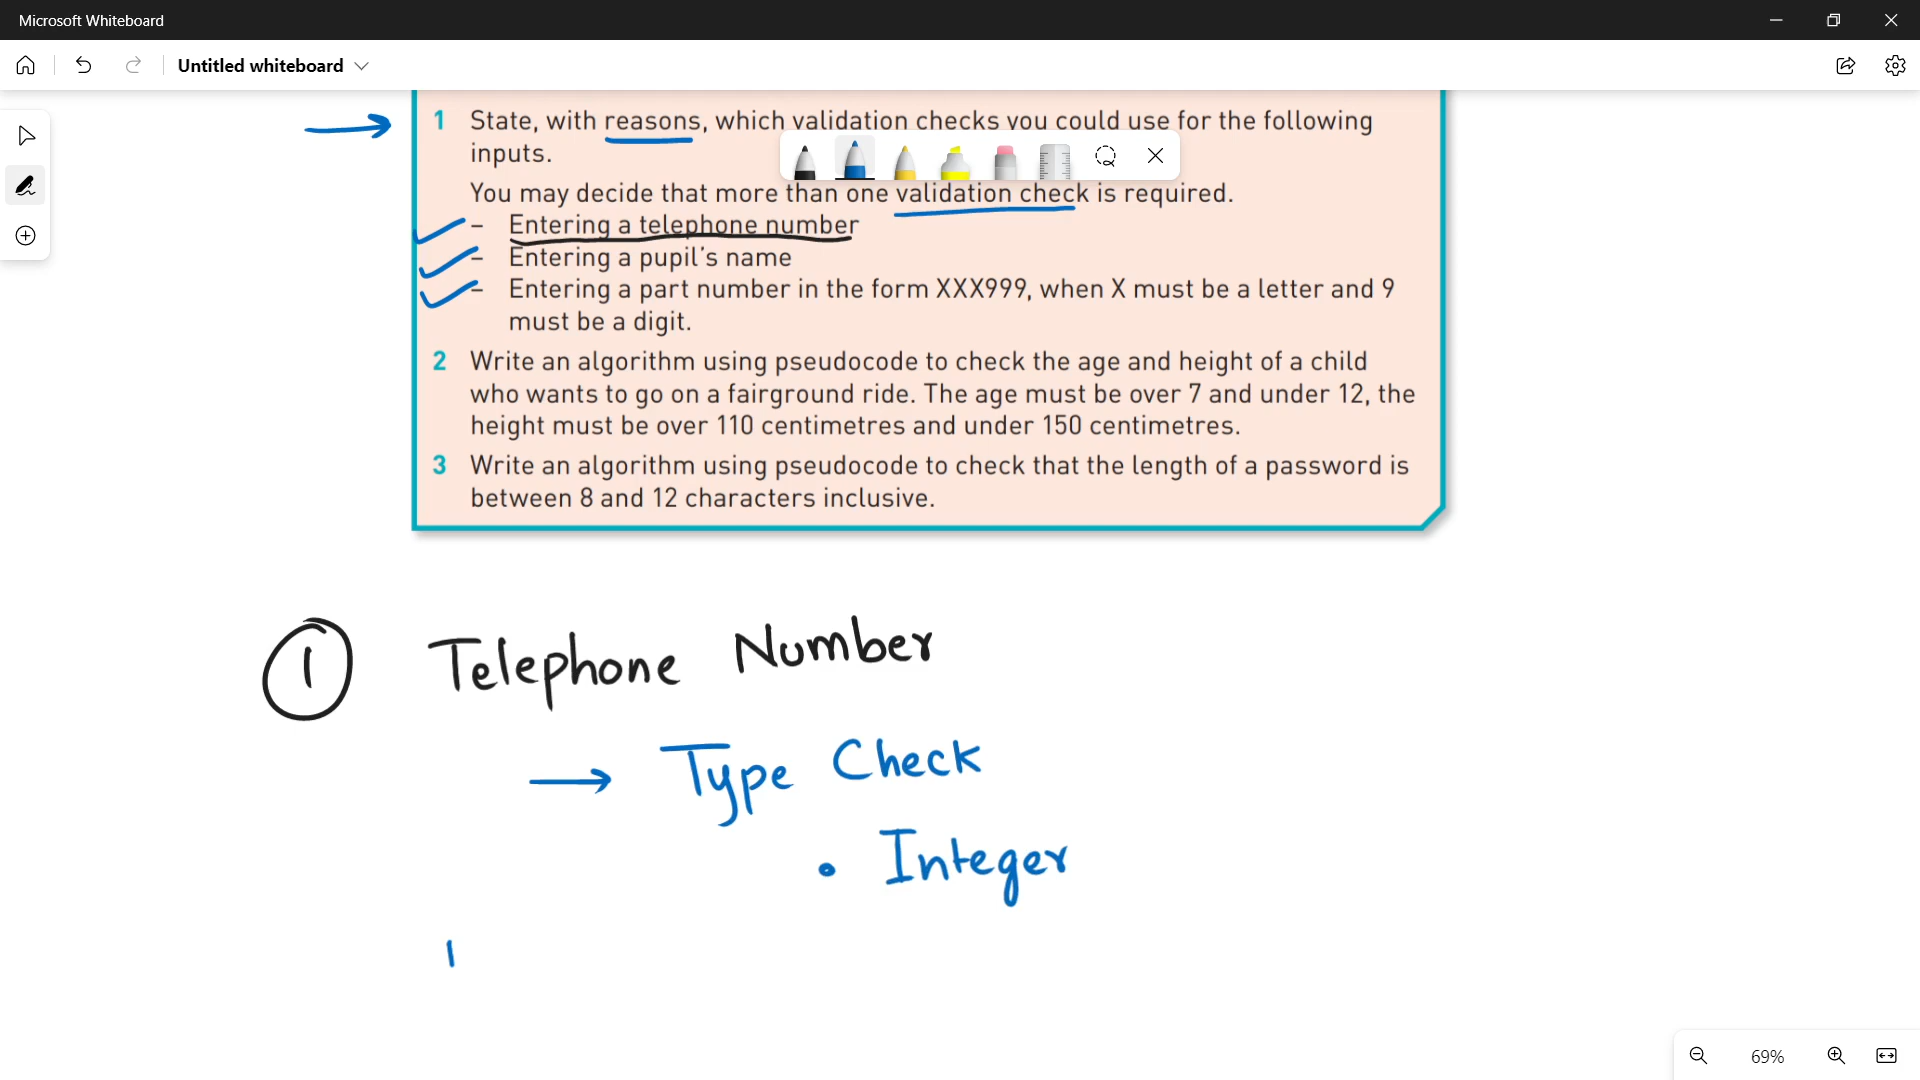 Microsoft Whiteboard
Untitled whiteboard
1 State, with reasons, which validation checks you could use for the following
inputs.
You may decide that more than one validation check is required.
– Entering a telephone number
– Entering a pupil's name
– Entering a part number in the form XXX999, when X must be a letter and 9
must be a digit.
2 Write an algorithm using pseudocode to check the age and height of a child
who wants to go on a fairground ride. The age must be over 7 and under 12, the
height must be over 110 centimetres and under 150 centimetres.
3 Write an algorithm using pseudocode to check that the length of a password is
between 8 and 12 characters inclusive.
1 Telephone Number
→ Type Check
• Integer
69%